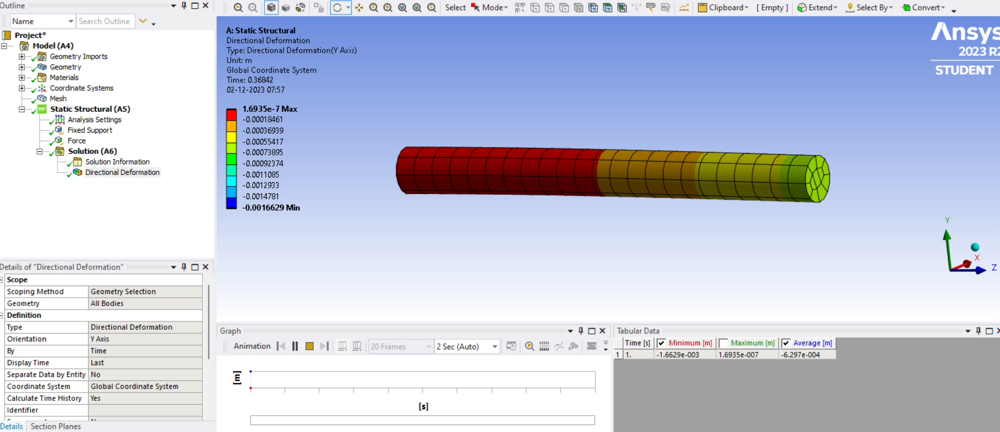 Outline
Name
Search Outline
Project*
Model (A4)
Geometry Imports
Geometry
Materials
Coordinate Systems
Mesh
Static Structural (A5)
Analysis Settings
Fixed Support
Force
Solution (A6)
Solution Information
Directional Deformation
Details of "Directional Deformation"
Scope
Scoping Method Geometry Selection
Geometry All Bodies
Definition
Type Directional Deformation
Orientation Y Axis
By Time
Display Time Last
Separate Data by Entity No
Coordinate System Global Coordinate System
Calculate Time History Yes
Identifier
Details Section Planes
Select Mode Clipboard [ Empty ] Extend Select By Convert
A: Static Structural
Directional Deformation
Type: Directional Deformation(Y Axis)
Unit: m
Global Coordinate System
Time: 0.36842
02-12-2023 07:57
1.6935e-7 Max
-0.00018461
-0.00036939
-0.00055417
-0.00073895
-0.00092374
-0.0011085
-0.0012933
-0.0014781
-0.0016629 Min
Ansys
2023 R2
STUDENT
Y
X
Z
Graph
Animation 20 Frames 2 Sec (Auto)
[m]
[s]
Tabular Data
Time [s] Minimum [m] Maximum [m] Average [m]
1 1. -1.6629e-003 1.6935e-007 -6.297e-004